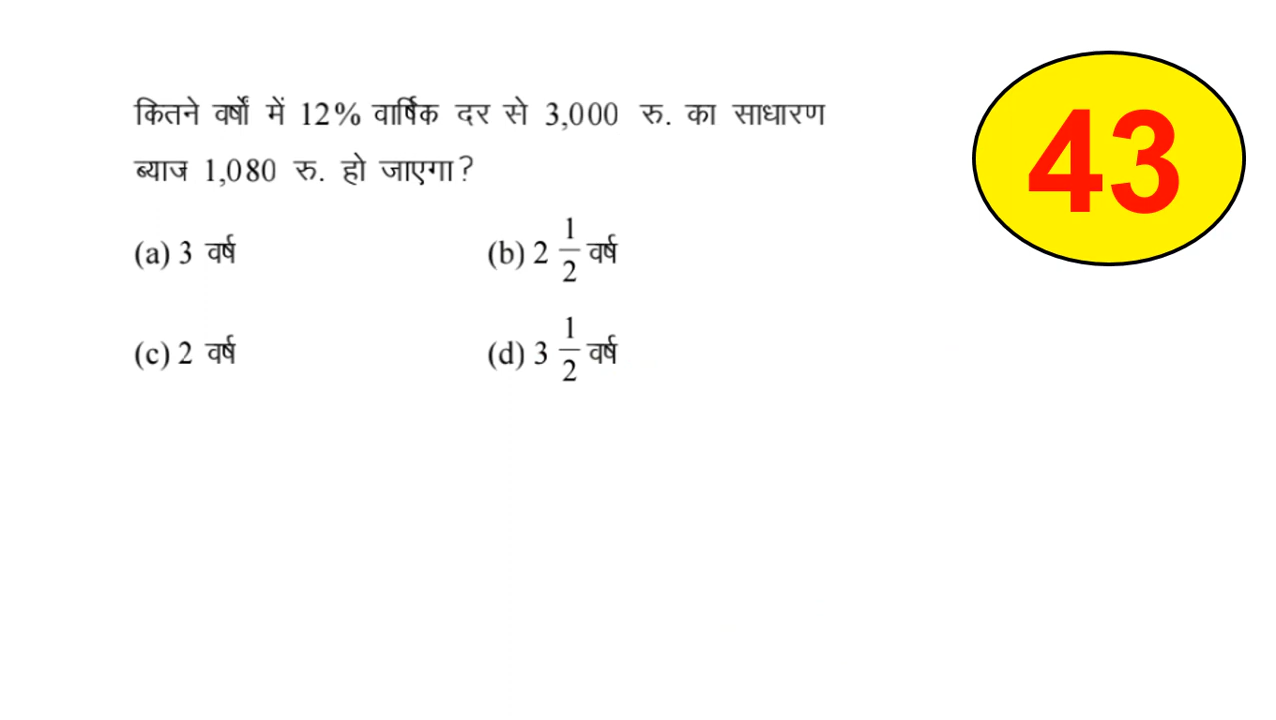 कितने वर्षों में 12% वार्षिक दर से 3,000 रु. का साधारण
ब्याज 1,080 रु. हो जाएगा?
(a) 3 वर्ष (b) 2 1/2 वर्ष
(c) 2 वर्ष (d) 3 1/2 वर्ष
43